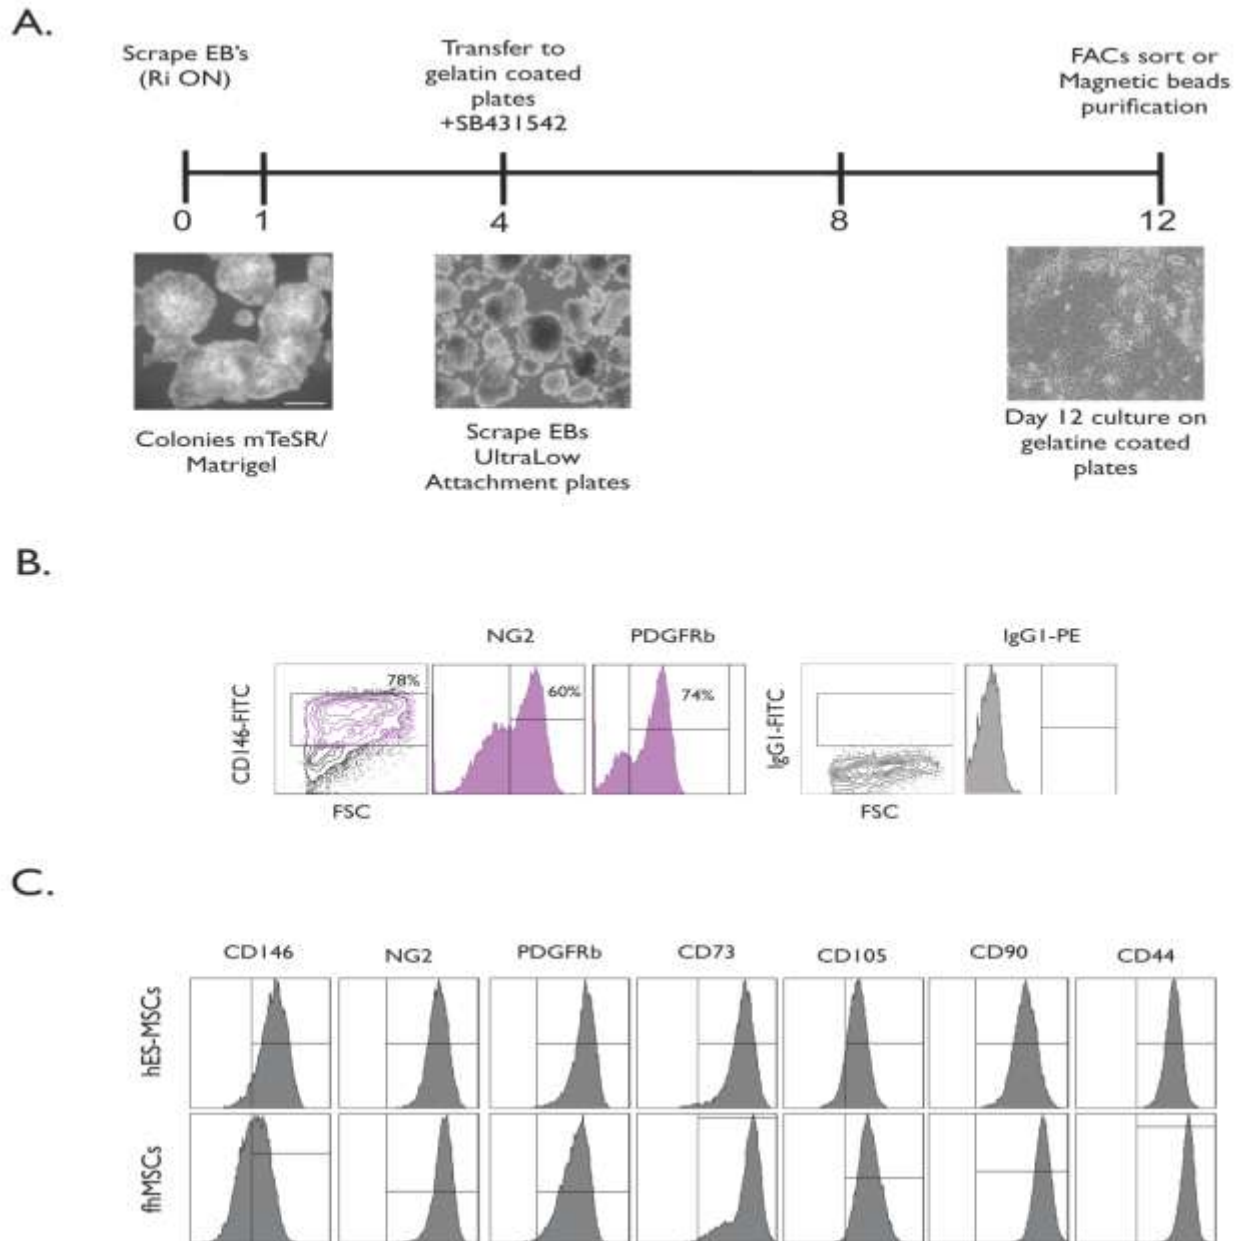 A.
Scrape EB's
(Ri ON)
Transfer to
gelatin coated
plates
+SB431542
FACs sort or
Magnetic beads
purification
0
1
4
8
12
Colonies mTeSR/
Matrigel
Scrape EBs
UltraLow
Attachment plates
Day 12 culture on
gelatine coated
plates
B.
NG2
PDGFRb
IgG1-PE
CD146-FITC
78%
60%
74%
IgG1-FITC
FSC
FSC
C.
CD146
NG2
PDGFRb
CD73
CD105
CD90
CD44
hES-MSCs
fhMSCs